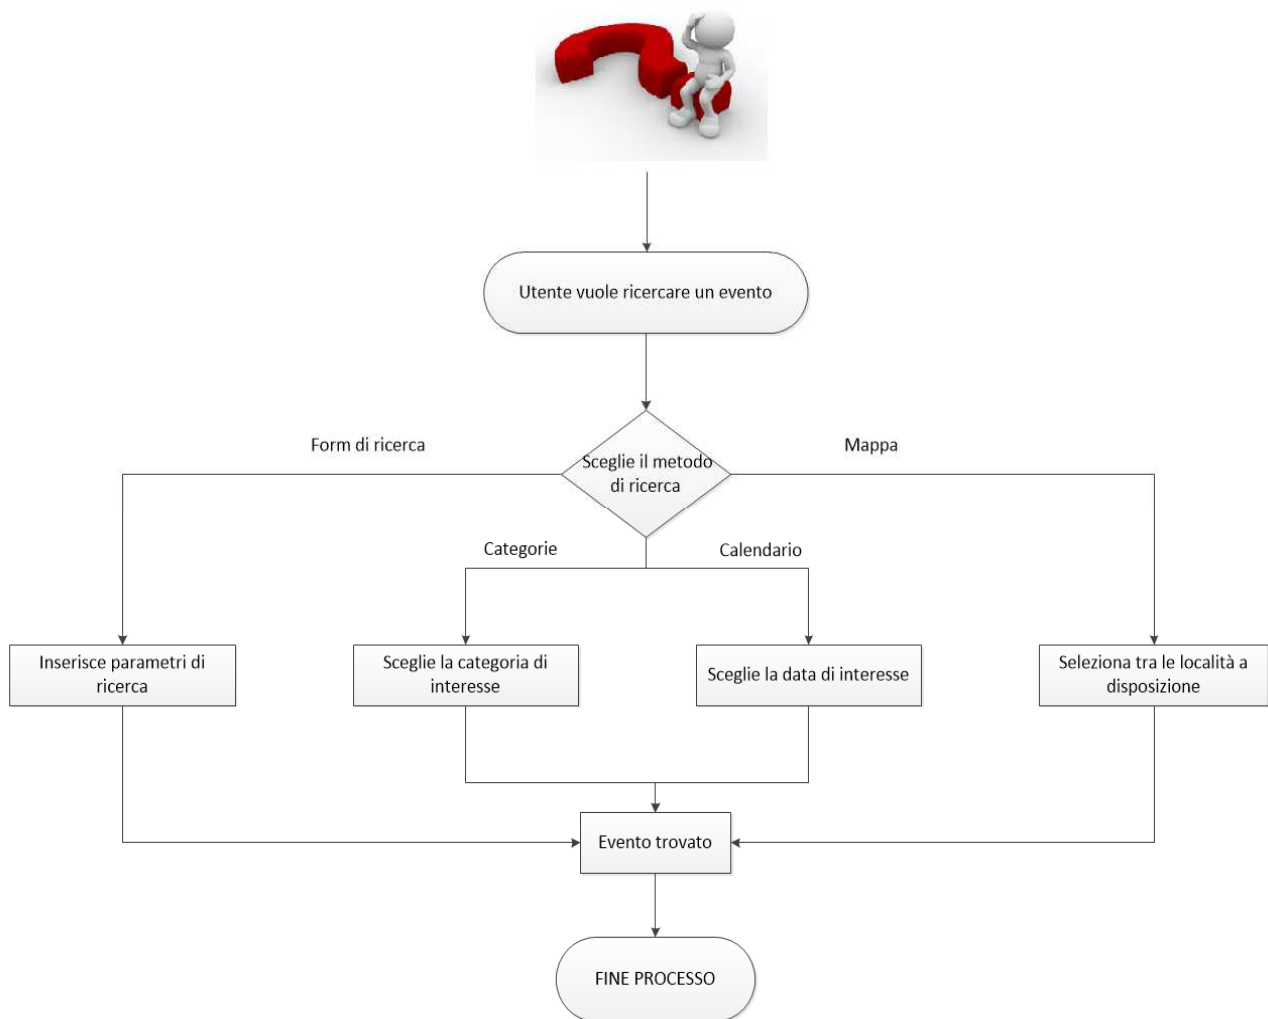 Utente vuole ricercare un evento
Form di ricerca
Mappa
Sceglie il metodo
di ricerca
Categorie
Calendario
Inserisce parametri di
ricerca
Sceglie la categoria di
interesse
Sceglie la data di interesse
Seleziona tra le località a
disposizione
Evento trovato
FINE PROCESSO